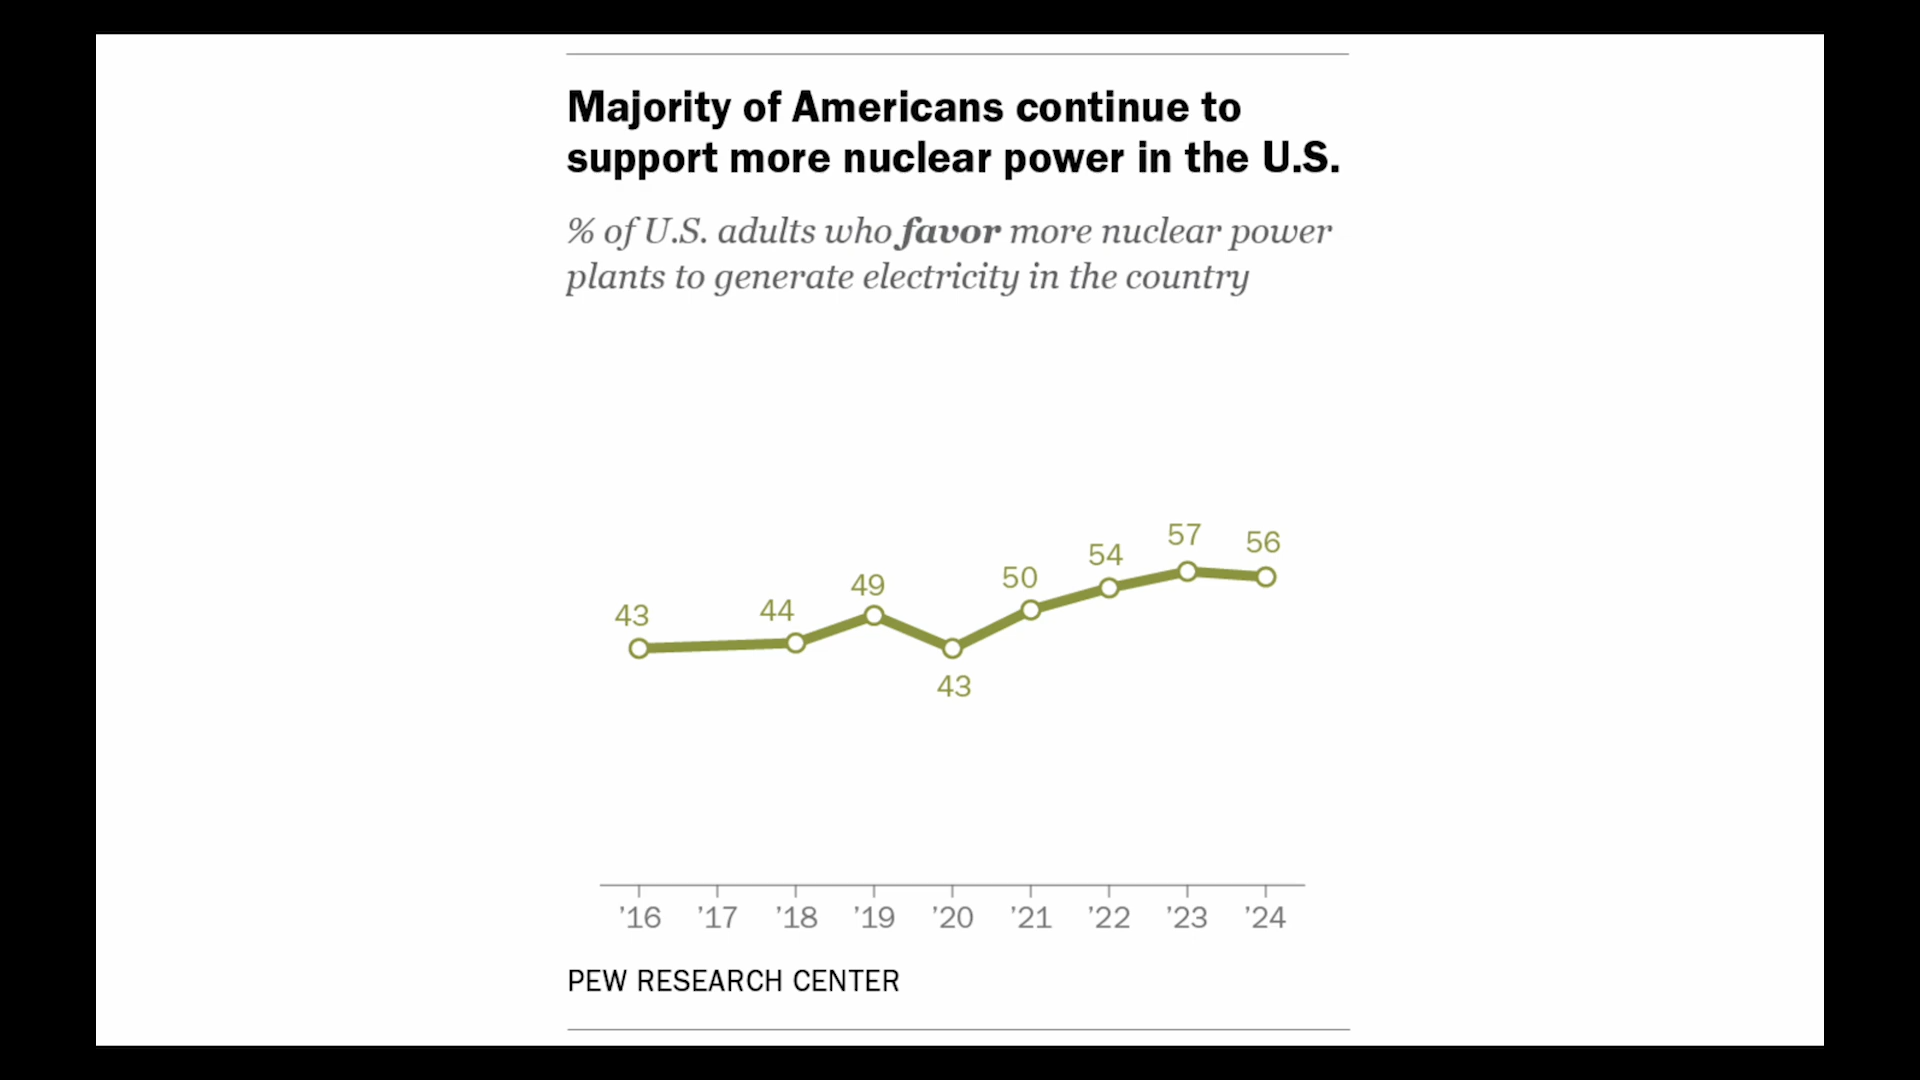 Majority of Americans continue to
support more nuclear power in the U.S.
% of U.S. adults who favor more nuclear power
plants to generate electricity in the country
43
44
49
43
50
54
57
56
’16 ’17 ’18 ’19 ’20 ’21 ’22 ’23 ’24
PEW RESEARCH CENTER